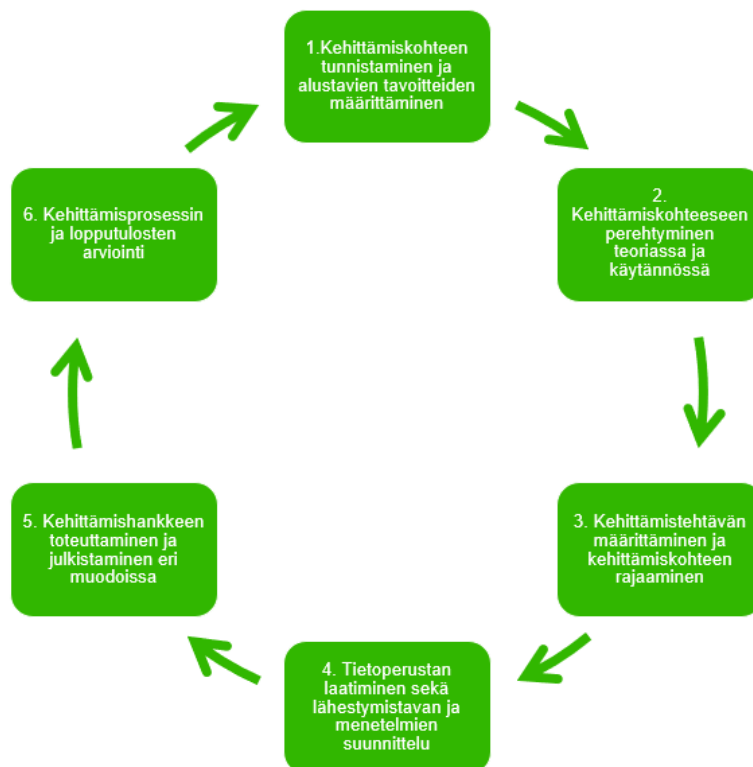 1.Kehittämiskohteen
tunnistaminen ja
alustavien tavoitteiden
määrittäminen
2.
Kehittämiskohteeseen
perehtyminen
teoriassa ja
käytännössä
3. Kehittämistehtävän
määrittäminen ja
kehittämiskohteen
rajaaminen
4. Tietoperustan
laatiminen sekä
lähestymistavan ja
menetelmien
suunnittelu
5. Kehittämishankkeen
toteuttaminen ja
julkistaminen eri
muodoissa
6. Kehittämisprosessin
ja lopputulosten
arviointi